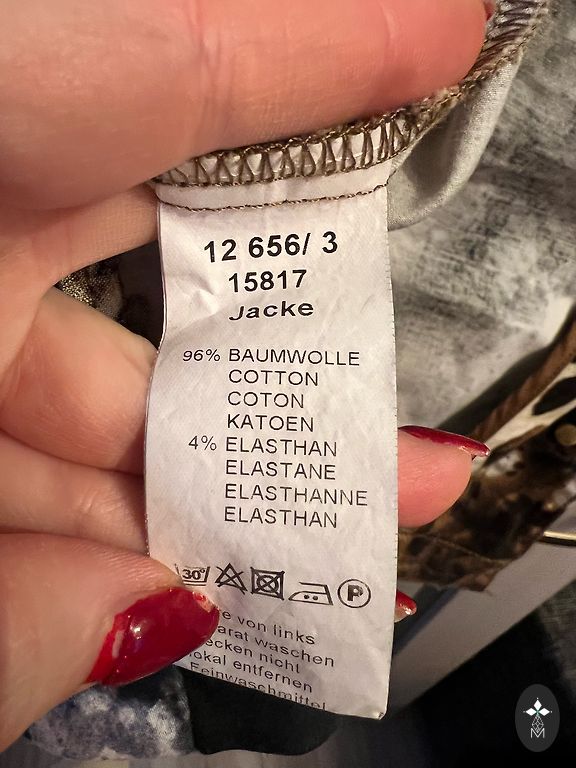 12 656/ 3
15817
Jacke
96% BAUMWOLLE
COTTON
COTON
KATOEN
4% ELASTHAN
ELASTANE
ELASTHANNE
ELASTHAN
30°
P
von links
waschen
nicht
entfernen
Feinwaschmittel